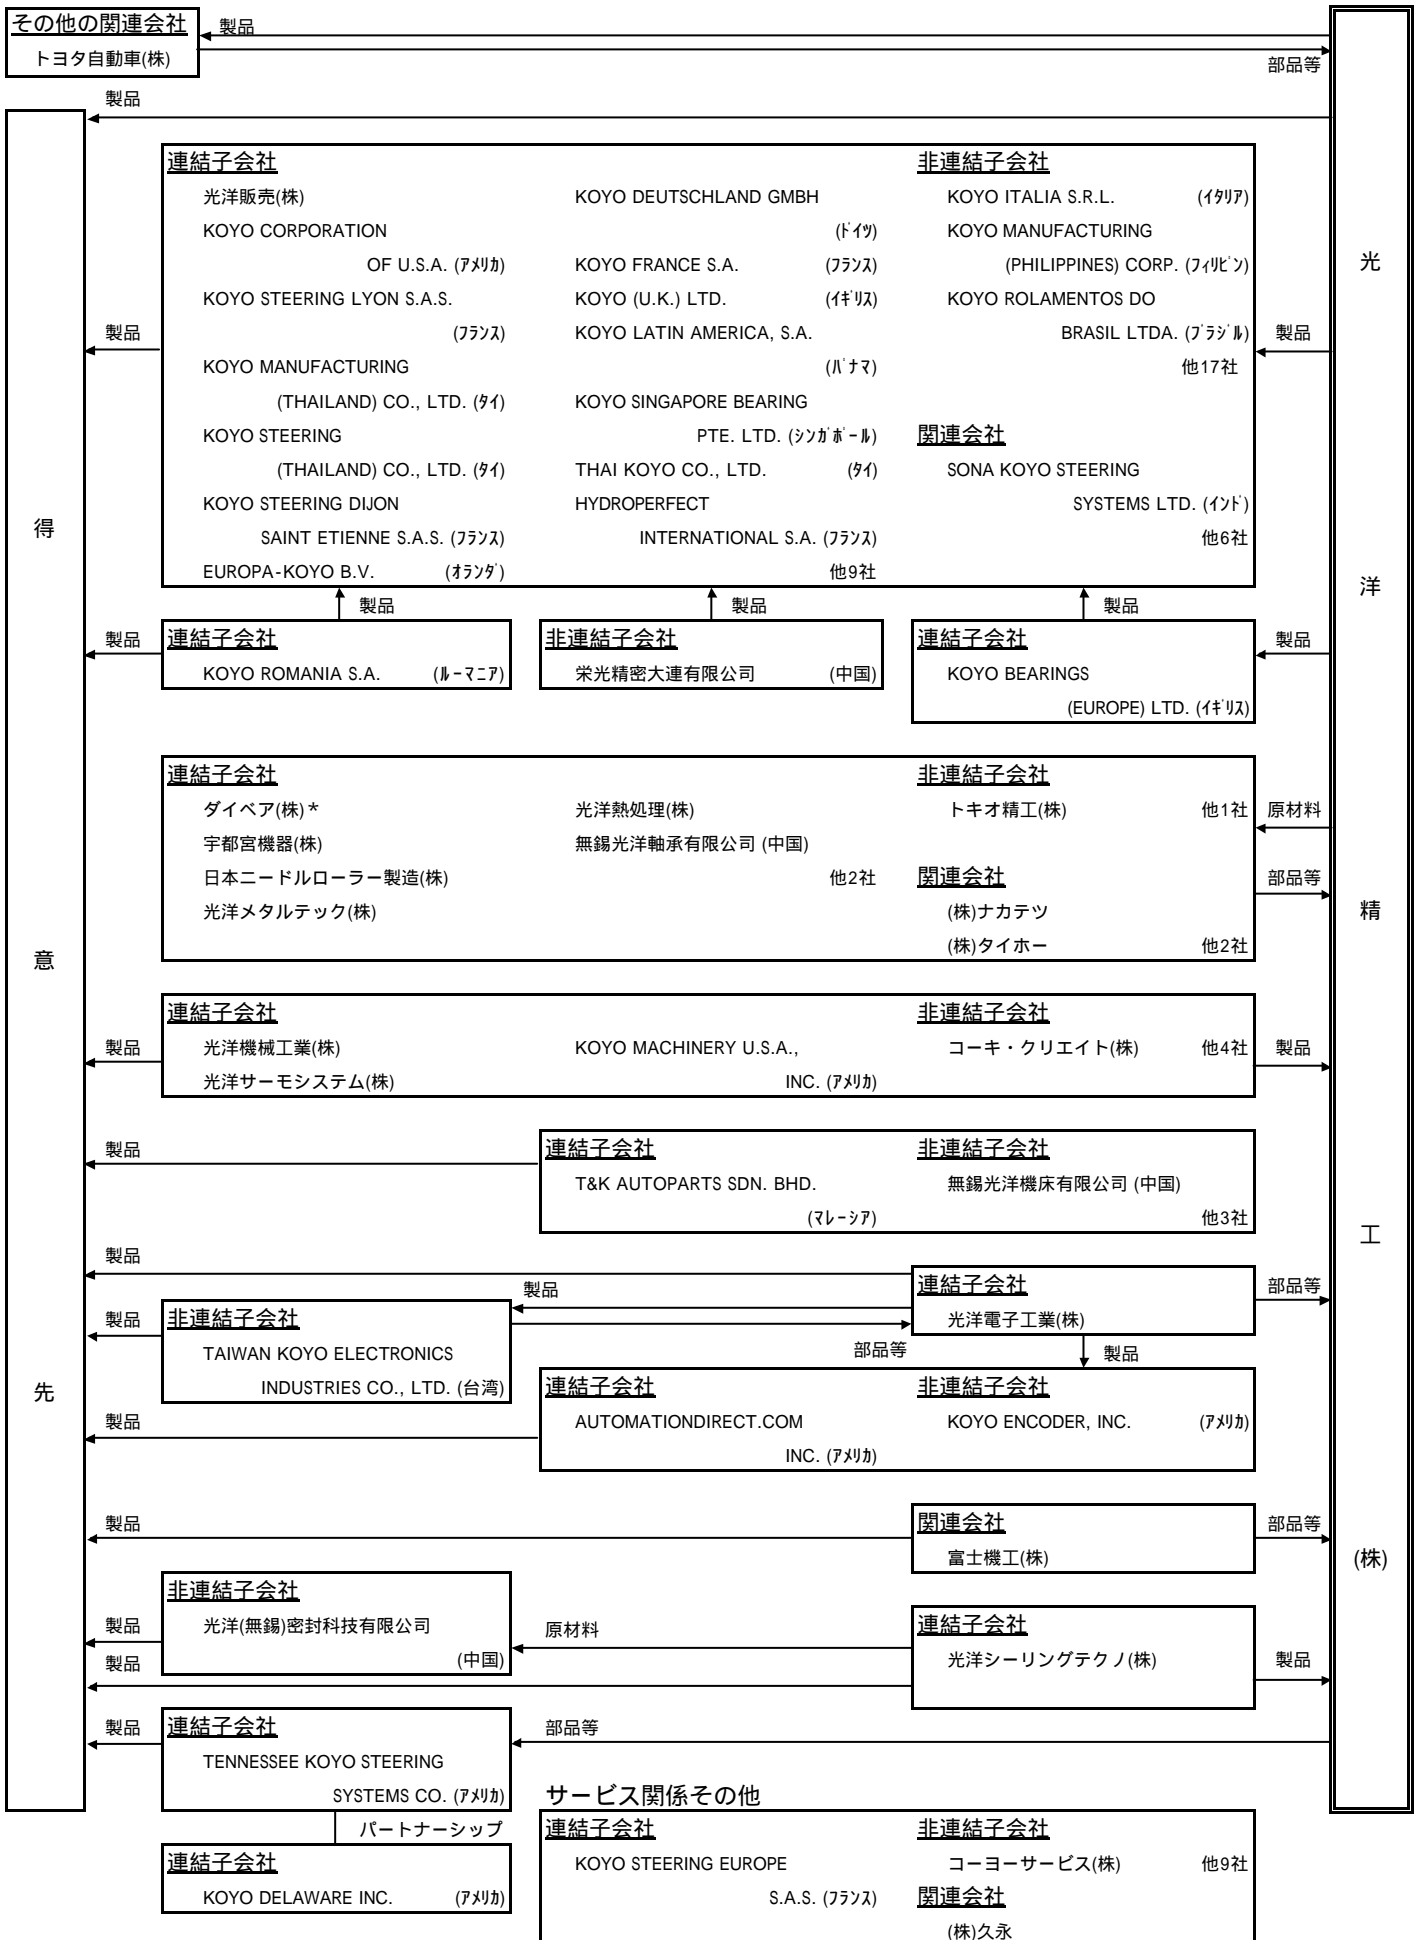 その他の関連会社
トヨタ自動車(株)
製品
部品等
製品
連結子会社
光洋販売(株)
KOYO CORPORATION
OF U.S.A. (ｱﾒﾘｶ)
KOYO STEERING LYON S.A.S.
(ﾌﾗﾝｽ)
KOYO MANUFACTURING
(THAILAND) CO., LTD. (ﾀｲ)
KOYO STEERING
(THAILAND) CO., LTD. (ﾀｲ)
KOYO STEERING DIJON
SAINT ETIENNE S.A.S. (ﾌﾗﾝｽ)
EUROPA-KOYO B.V. (ｵﾗﾝﾀﾞ)
KOYO DEUTSCHLAND GMBH
(ﾄﾞｲﾂ)
KOYO FRANCE S.A. (ﾌﾗﾝｽ)
KOYO (U.K.) LTD. (ｲｷﾞﾘｽ)
KOYO LATIN AMERICA, S.A.
(ﾊﾟﾅﾏ)
KOYO SINGAPORE BEARING
PTE. LTD. (ｼﾝｶﾞﾎﾟｰﾙ)
THAI KOYO CO., LTD. (ﾀｲ)
HYDROPERFECT
INTERNATIONAL S.A. (ﾌﾗﾝｽ)
他9社
非連結子会社
KOYO ITALIA S.R.L. (ｲﾀﾘｱ)
KOYO MANUFACTURING
(PHILIPPINES) CORP. (ﾌｨﾘﾋﾟﾝ)
KOYO ROLAMENTOS DO
BRASIL LTDA. (ﾌﾞﾗｼﾞﾙ)
他17社
関連会社
SONA KOYO STEERING
SYSTEMS LTD. (ｲﾝﾄﾞ)
他6社
製品
製品
製品
製品
製品
製品
連結子会社
KOYO ROMANIA S.A. (ﾙｰﾏﾆｱ)
非連結子会社
栄光精密大連有限公司 (中国)
連結子会社
KOYO BEARINGS
(EUROPE) LTD. (ｲｷﾞﾘｽ)
製品
連結子会社
ダイベア(株)*
宇都宮機器(株)
日本ニードルローラー製造(株)
光洋メタルテック(株)
光洋熱処理(株)
無錫光洋軸承有限公司 (中国)
他2社
非連結子会社
トキオ精工(株) 他1社
関連会社
(株)ナカテツ
(株)タイホー 他2社
原材料
部品等
製品
連結子会社
光洋機械工業(株)
光洋サーモシステム(株)
KOYO MACHINERY U.S.A.,
INC. (ｱﾒﾘｶ)
非連結子会社
コーキ・クリエイト(株) 他4社
製品
製品
連結子会社
T&K AUTOPARTS SDN. BHD.
(ﾏﾚｰｼｱ)
非連結子会社
無錫光洋機床有限公司 (中国)
他3社
製品
製品
連結子会社
光洋電子工業(株)
部品等
製品
非連結子会社
TAIWAN KOYO ELECTRONICS
INDUSTRIES CO., LTD. (台湾)
部品等
製品
製品
連結子会社
AUTOMATIONDIRECT.COM
INC. (ｱﾒﾘｶ)
非連結子会社
KOYO ENCODER, INC. (ｱﾒﾘｶ)
製品
関連会社
富士機工(株)
部品等
非連結子会社
光洋(無錫)密封科技有限公司
(中国)
製品
製品
原材料
連結子会社
光洋シーリングテクノ(株)
製品
製品
連結子会社
TENNESSEE KOYO STEERING
SYSTEMS CO. (ｱﾒﾘｶ)
部品等
パートナーシップ
連結子会社
KOYO DELAWARE INC. (ｱﾒﾘｶ)
サービス関係その他
連結子会社
KOYO STEERING EUROPE
S.A.S. (ﾌﾗﾝｽ)
非連結子会社
コーヨーサービス(株) 他9社
関連会社
(株)久永
得意先
光洋精工(株)